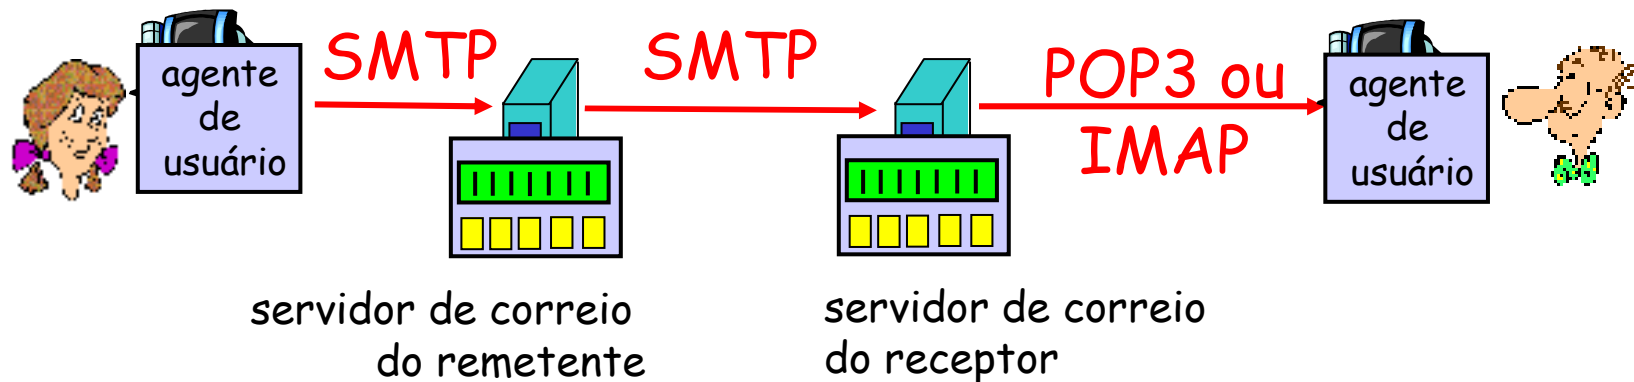 agente
de
usuário
SMTP
SMTP
POP3 ou
IMAP
agente
de
usuário
servidor de correio
do remetente
servidor de correio
do receptor